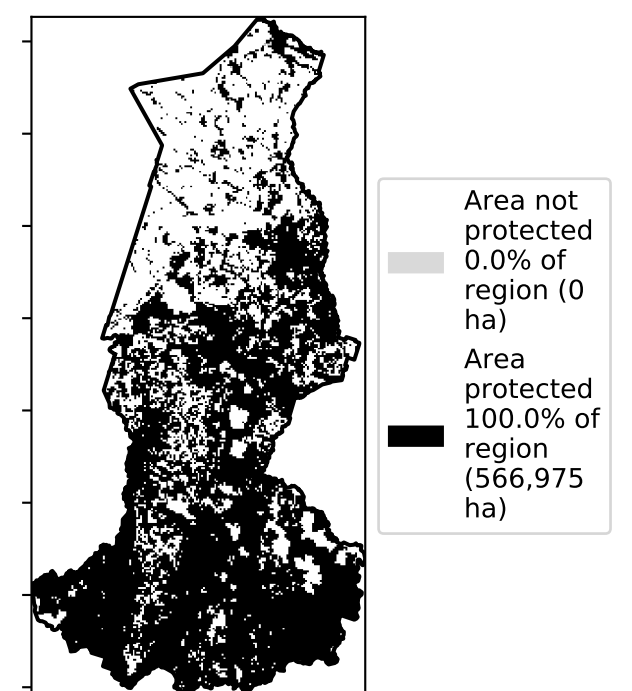 Area not
protected
0.0% of
region (0
ha)
Area
protected
100.0% of
region
(566,975
ha)